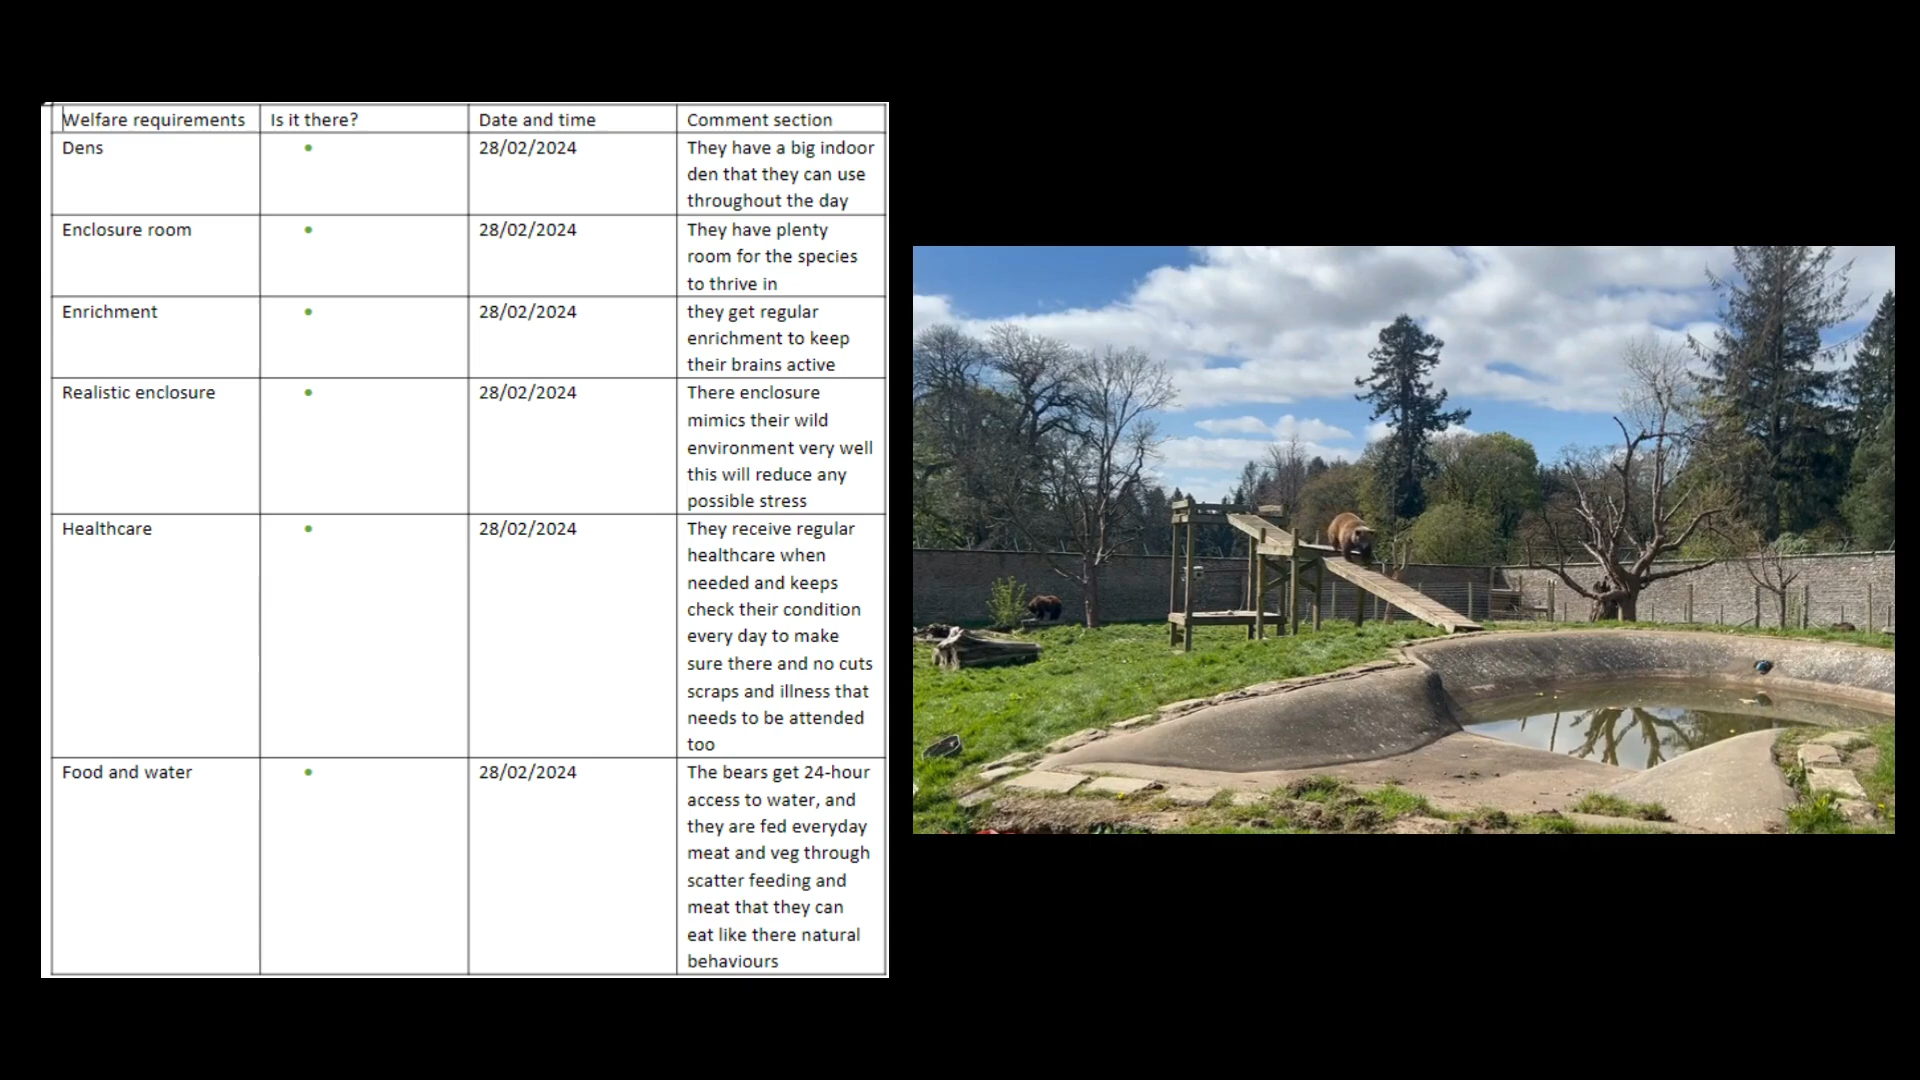 Welfare requirements Is it there? Date and time Comment section
Dens • 28/02/2024 They have a big indoor
den that they can use
throughout the day
Enclosure room • 28/02/2024 They have plenty
room for the species
to thrive in
Enrichment • 28/02/2024 they get regular
enrichment to keep
their brains active
Realistic enclosure • 28/02/2024 There enclosure
mimics their wild
environment very well
this will reduce any
possible stress
Healthcare • 28/02/2024 They receive regular
healthcare when
needed and keeps
check their condition
every day to make
sure there and no cuts
scraps and illness that
needs to be attended
too
Food and water • 28/02/2024 The bears get 24-hour
access to water, and
they are fed everyday
meat and veg through
scatter feeding and
meat that they can
eat like there natural
behaviours